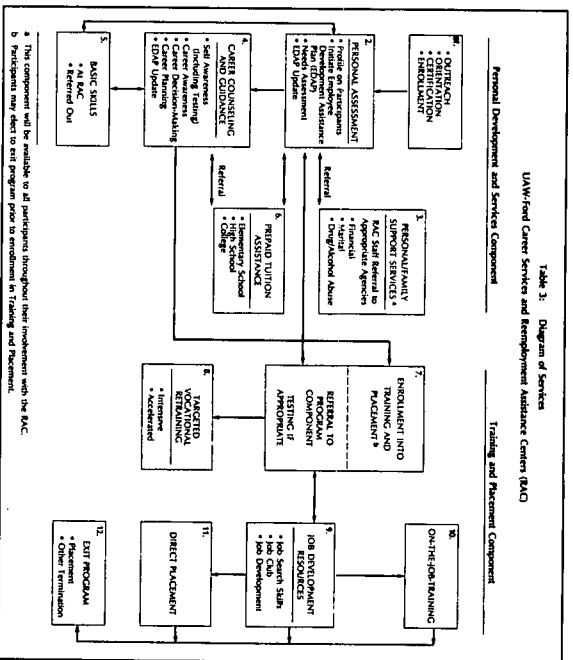 Table 3: Diagram of Services
UAW-Ford Career Services and Reemployment Assistance Centers (RAC)
Personal Development and Services Component
Training and Placement Component
• OUTREACH
• ORIENTATION
• CERTIFICATION
• ENROLLMENT
2.
PERSONAL ASSESSMENT
• Profile on Participants
• Initiate Employee
Development Assistance
Plan (EDAP)
• Needs Assessment
• EDAP Update
Referral
3.
PERSONAL/FAMILY
SUPPORT SERVICES a
RAC Staff Referral to
Appropriate Agencies
• Financial
• Marital
• Drug/Alcohol Abuse
4.
CAREER COUNSELING
AND GUIDANCE
• Self Awareness
(Including Testing)
• Career Awareness
• Career Decision-Making
• Career Planning
• EDAP Update
Referral
6.
PREPAID TUITION
ASSISTANCE
• Elementary School
• High School
• College
5.
BASIC SKILLS
• At RAC
• Referred Out
7.
ENROLLMENT INTO
TRAINING AND
PLACEMENT b
REFERRAL TO
PROGRAM
COMPONENT
TESTING IF
APPROPRIATE
8.
TARGETED
VOCATIONAL
RETRAINING
• Intensive
• Accelerated
10.
ON-THE-JOB-TRAINING
9.
JOB DEVELOPMENT
RESOURCES
• Job Search Skills
• Job Club
• Job Development
11.
DIRECT PLACEMENT
12.
EXIT PROGRAM
• Placement
• Other Termination
a This component will be available to all participants throughout their involvement with the RAC.
b Participants may elect to exit program prior to enrollment in Training and Placement.